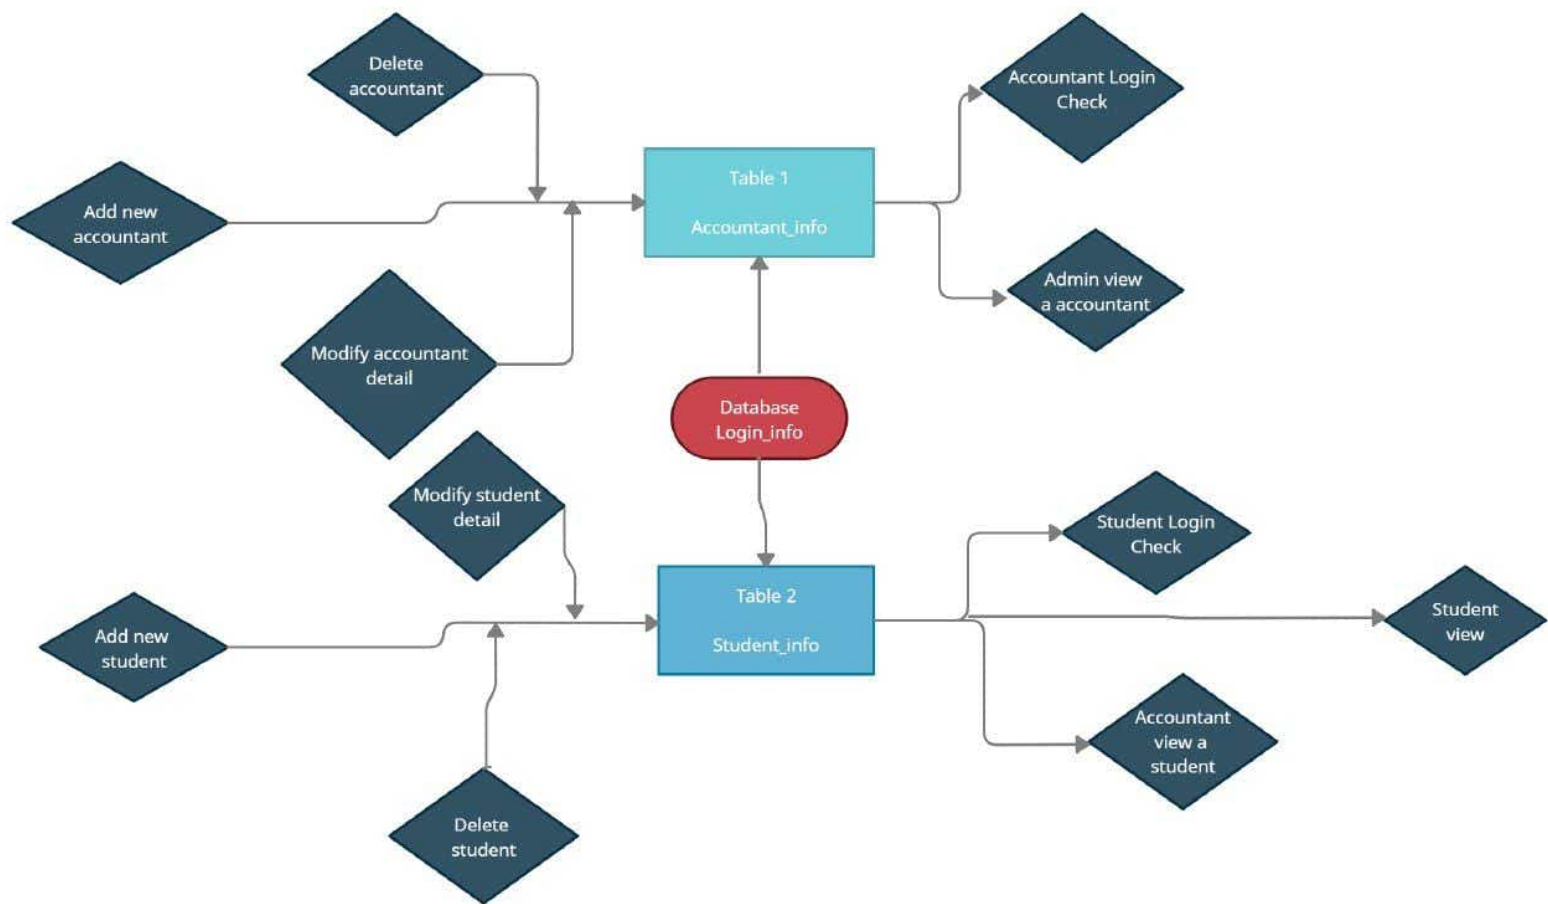 Delete
accountant
Accountant Login
Check
Table 1
Accountant_info
Add new
accountant
Admin view
a accountant
Modify accountant
detail
Database
Login_info
Modify student
detail
Student Login
Check
Table 2
Student_info
Student
view
Add new
student
Accountant
view a
student
Delete
student